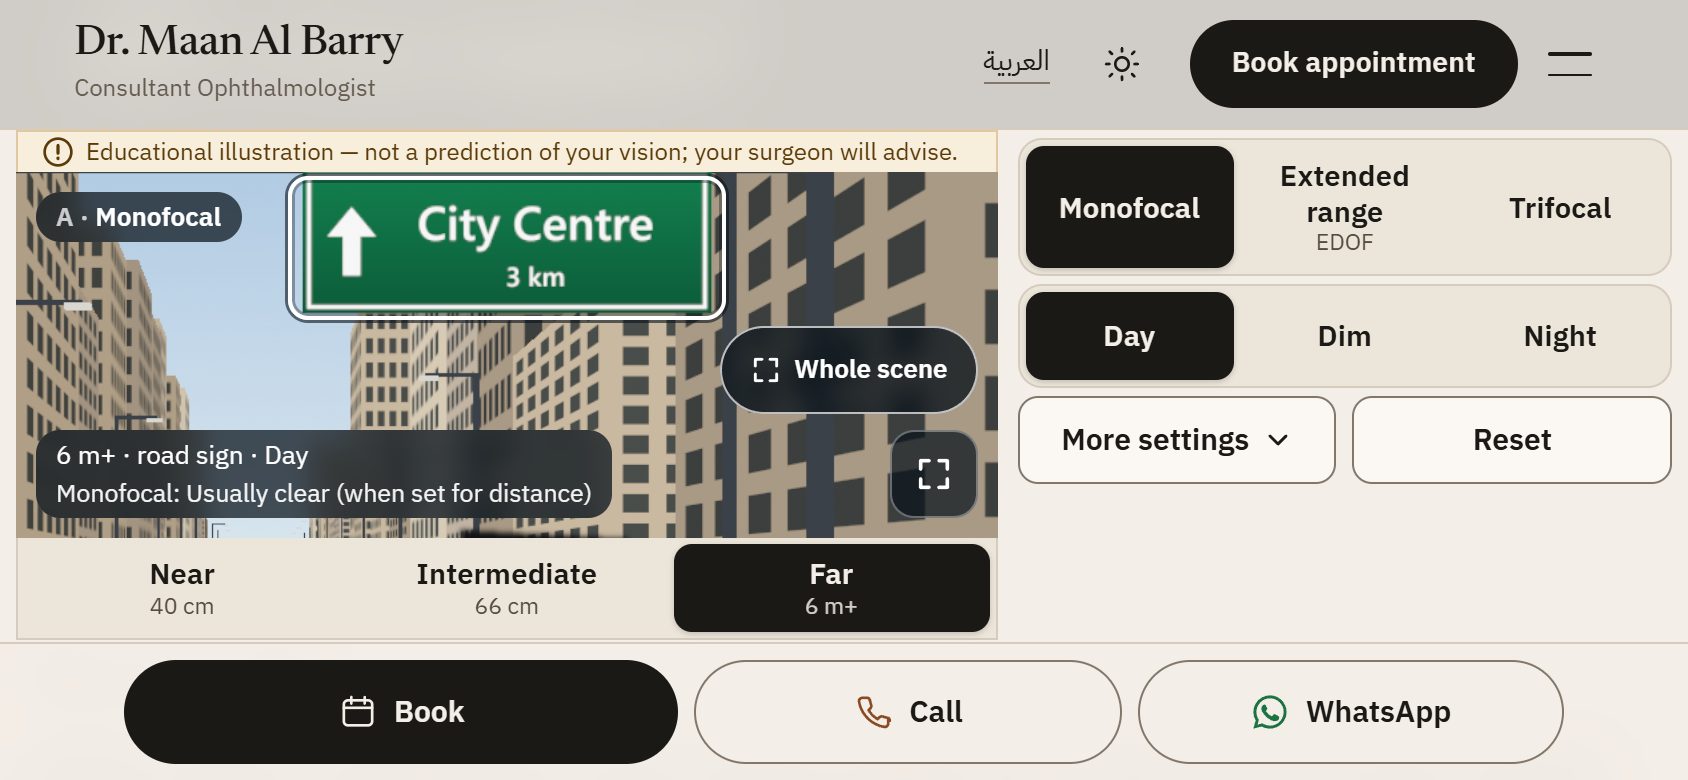 Dr. Maan Al Barry
Consultant Ophthalmologist
العربية
Book appointment
Educational illustration — not a prediction of your vision; your surgeon will advise.
A · Monofocal
City Centre
3 km
Whole scene
6 m+ · road sign · Day
Monofocal: Usually clear (when set for distance)
Near
40 cm
Intermediate
66 cm
Far
6 m+
Monofocal
Extended
range
EDOF
Trifocal
Day
Dim
Night
More settings
Reset
Book
Call
WhatsApp